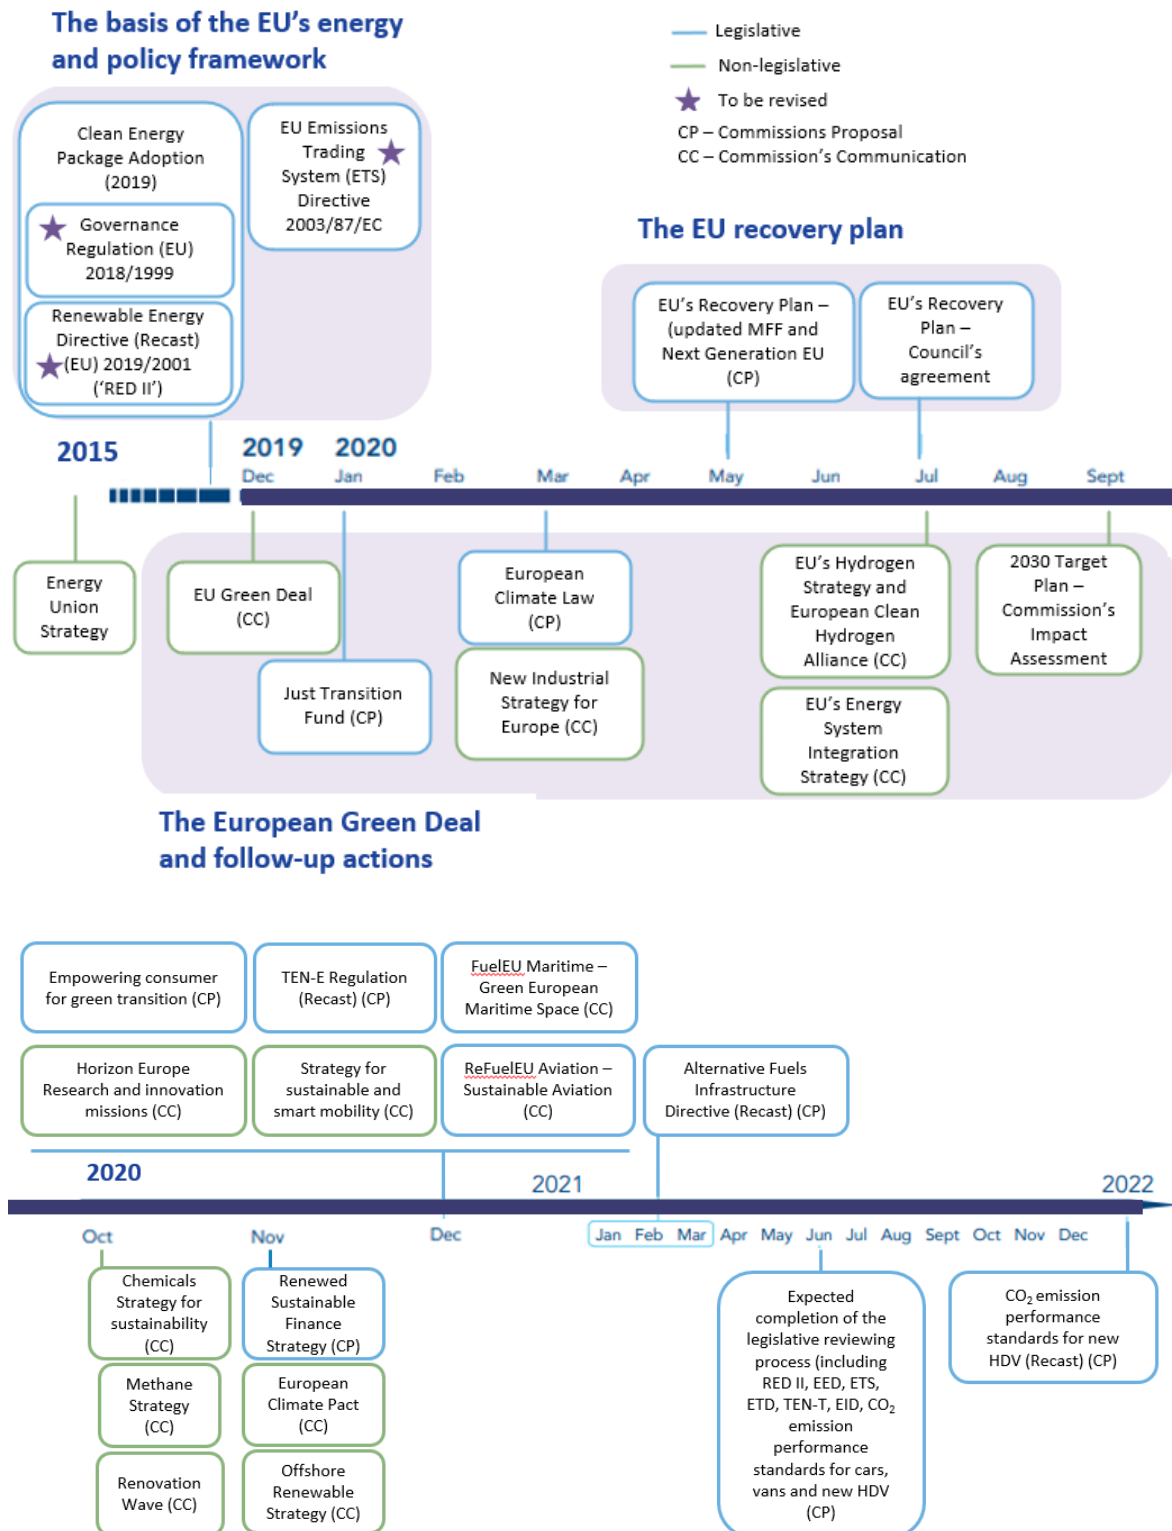 The basis of the EU's energy
and policy framework
Legislative
Non-legislative
To be revised
CP – Commissions Proposal
CC – Commission's Communication
Clean Energy
Package Adoption
(2019)
Governance
Regulation (EU)
2018/1999
Renewable Energy
Directive (Recast)
(EU) 2019/2001
('RED II')
EU Emissions
Trading
System (ETS)
Directive
2003/87/EC
The EU recovery plan
EU's Recovery Plan –
(updated MFF and
Next Generation EU
(CP)
EU's Recovery
Plan –
Council's
agreement
2015
2019
2020
Dec
Jan
Feb
Mar
Apr
May
Jun
Jul
Aug
Sept
Energy
Union
Strategy
EU Green Deal
(CC)
Just Transition
Fund (CP)
European
Climate Law
(CP)
New Industrial
Strategy for
Europe (CC)
EU's Hydrogen
Strategy and
European Clean
Hydrogen
Alliance (CC)
EU's Energy
System
Integration
Strategy (CC)
2030 Target
Plan –
Commission's
Impact
Assessment
The European Green Deal
and follow-up actions
Empowering consumer
for green transition (CP)
TEN-E Regulation
(Recast) (CP)
FuelEU Maritime –
Green European
Maritime Space (CC)
Horizon Europe
Research and innovation
missions (CC)
Strategy for
sustainable and
smart mobility (CC)
ReFuelEU Aviation –
Sustainable Aviation
(CC)
Alternative Fuels
Infrastructure
Directive (Recast) (CP)
2020
2021
2022
Oct
Nov
Dec
Jan
Feb
Mar
Apr
May
Jun
Jul
Aug
Sept
Oct
Nov
Dec
Chemicals
Strategy for
sustainability
(CC)
Methane
Strategy
(CC)
Renovation
Wave (CC)
Renewed
Sustainable
Finance
Strategy (CP)
European
Climate Pact
(CC)
Offshore
Renewable
Strategy (CC)
Expected
completion of the
legislative reviewing
process (including
RED II, EED, ETS,
ETD, TEN-T, EID, CO₂
emission
performance
standards for cars,
vans and new HDV
(CP)
CO₂ emission
performance
standards for new
HDV (Recast) (CP)